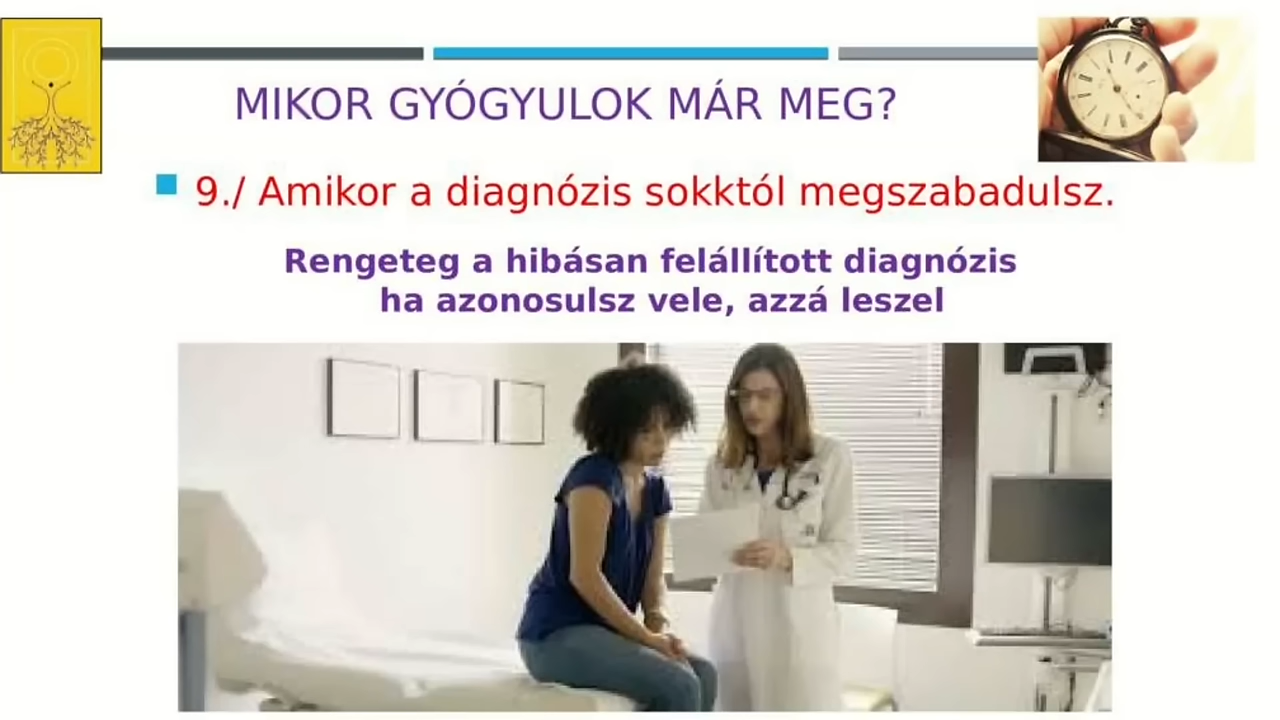 MIKOR GYÓGYULOK MÁR MEG?
9./ Amikor a diagnózis sokktól megszabadulsz.
Rengeteg a hibásan felállított diagnózis
ha azonosulsz vele, azzá leszel